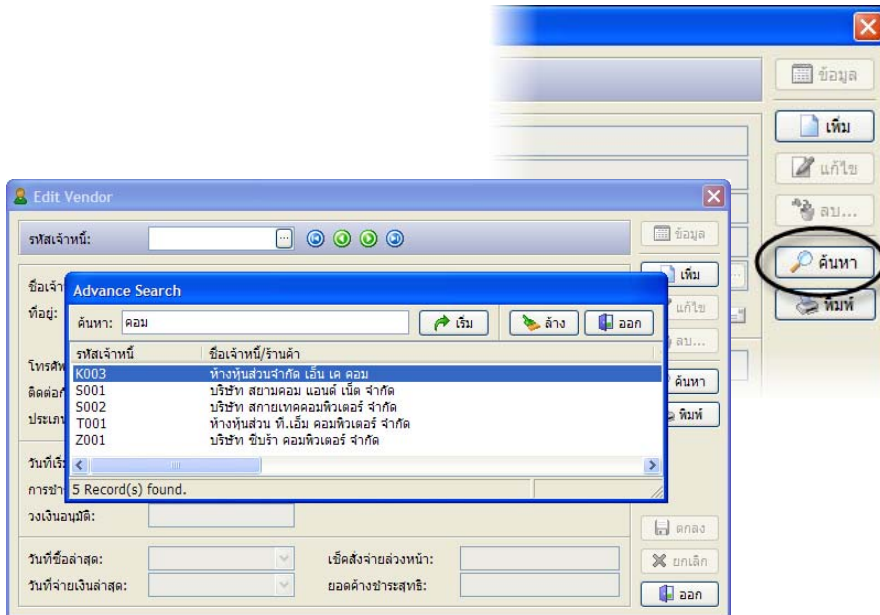 ข้อมูล
เพิ่ม
แก้ไข
ลบ...
ค้นหา
พิมพ์
Edit Vendor
รหัสเจ้าหนี้: ...
ข้อมูล
เพิ่ม
แก้ไข
ลบ...
ค้นหา
พิมพ์
ชื่อเจ้าห
ที่อยู่:
Advance Search
ค้นหา: คอม เริ่ม ล้าง ออก
รหัสเจ้าหนี้ ชื่อเจ้าหนี้/ร้านค้า
K003 ห้างหุ้นส่วนจำกัด เอ็น เค คอม
S001 บริษัท สยามคอม แอนด์ เน็ต จำกัด
S002 บริษัท สกายเทคคอมพิวเตอร์ จำกัด
T001 ห้างหุ้นส่วน ที.เอ็ม คอมพิวเตอร์ จำกัด
Z001 บริษัท ซีบร้า คอมพิวเตอร์ จำกัด
5 Record(s) found.
โทรศัพ
ติดต่อกั
ประเภท
วันที่เริ่
การชำร
วงเงินอนุมัติ:
วันที่ซื้อล่าสุด: เช็คสั่งจ่ายล่วงหน้า:
วันที่จ่ายเงินล่าสุด: ยอดค้างชำระสุทธิ:
ตกลง
ยกเลิก
ออก